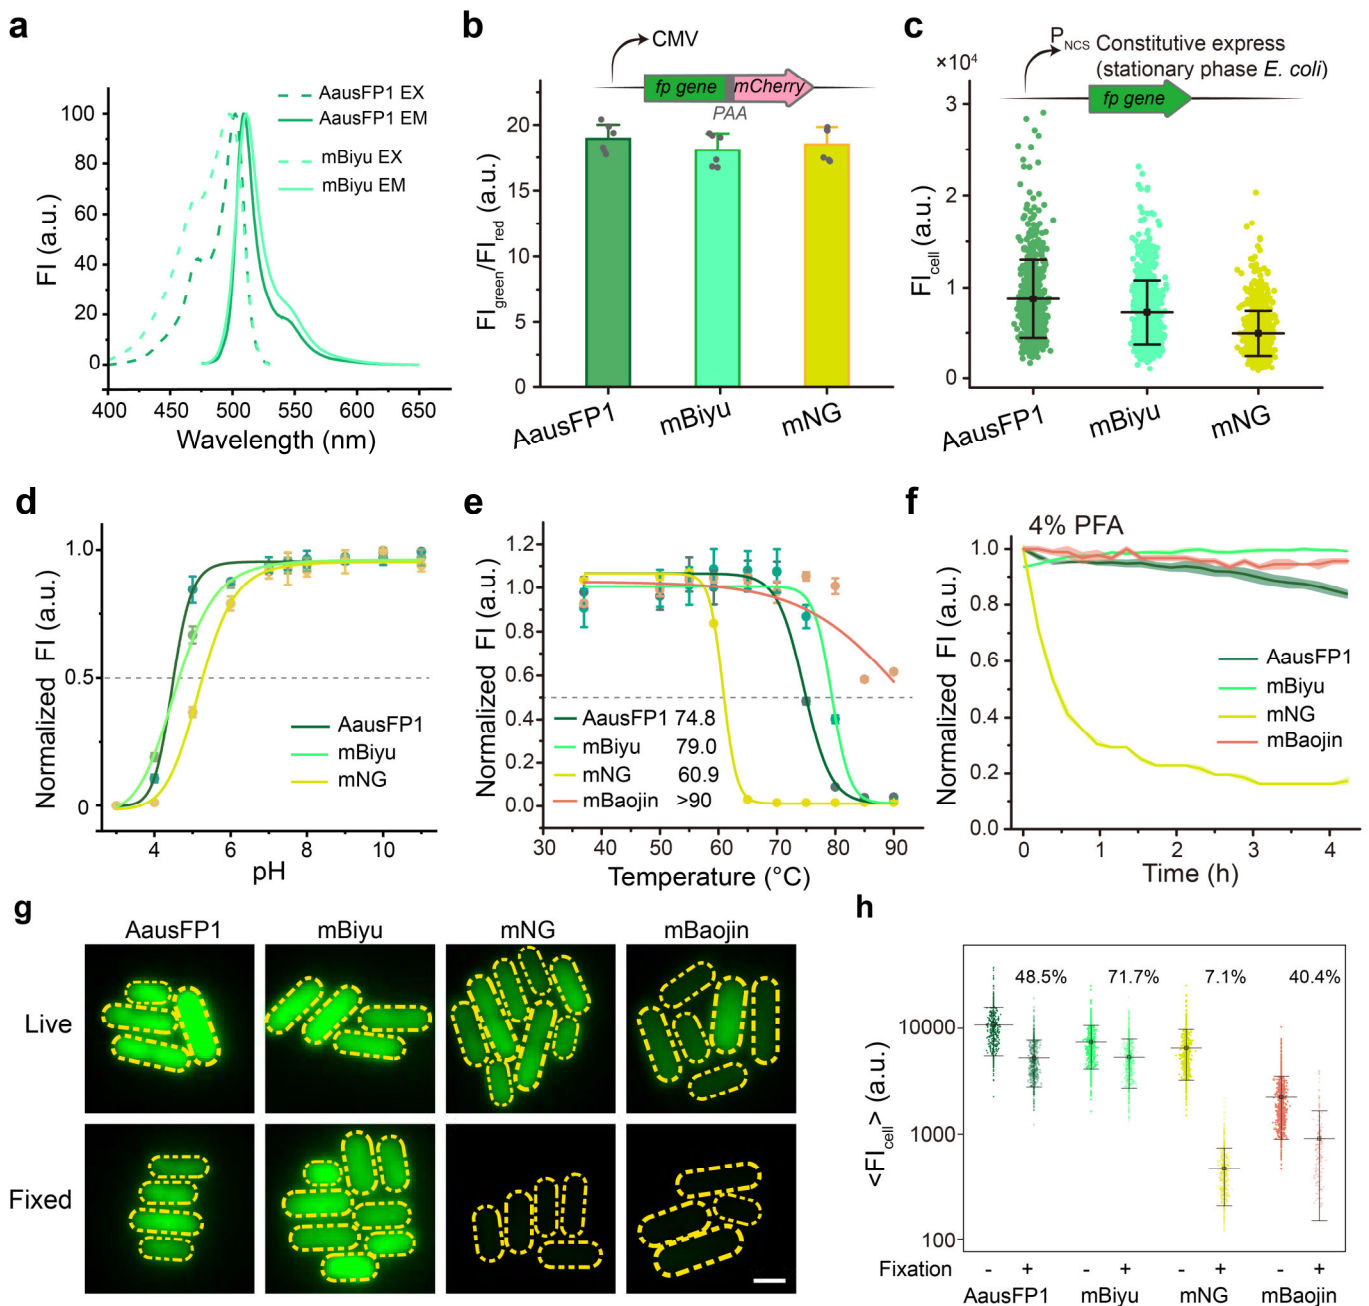 a
AausFP1 EX
AausFP1 EM
mBiyu EX
mBiyu EM
FI (a.u.)
100
80
60
40
20
0
400 450 500 550 600 650
Wavelength (nm)
b
CMV
fp gene mCherry
PAA
FI_green/FI_red (a.u.)
20
15
10
5
0
AausFP1 mBiyu mNG
c
P_NCS Constitutive express
(stationary phase E. coli)
fp gene
×10⁴
FI_cell (a.u.)
3
2
1
0
AausFP1 mBiyu mNG
d
Normalized FI (a.u.)
1.0
0.5
0
AausFP1
mBiyu
mNG
4 6 8 10
pH
e
Normalized FI (a.u.)
1.2
1.0
0.8
0.6
0.4
0.2
0.0
AausFP1 74.8
mBiyu 79.0
mNG 60.9
mBaojin >90
30 40 50 60 70 80 90
Temperature (°C)
f
4% PFA
Normalized FI (a.u.)
1.0
0.8
0.6
0.4
0.2
0.0
AausFP1
mBiyu
mNG
mBaojin
0 1 2 3 4
Time (h)
g
AausFP1 mBiyu mNG mBaojin
Live
Fixed
h
<FI_cell> (a.u.)
48.5% 71.7% 7.1% 40.4%
10000
1000
100
Fixation - + - + - + - +
AausFP1 mBiyu mNG mBaojin